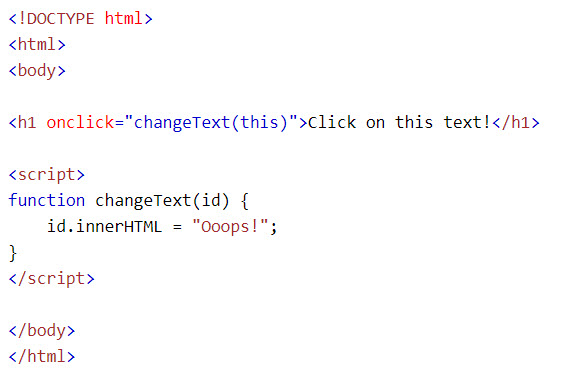 <!DOCTYPE html>
<html>
<body>
<h1 onclick="changeText(this)">Click on this text!</h1>
<script>
function changeText(id) {
    id.innerHTML = "Ooops!";
}
</script>
</body>
</html>